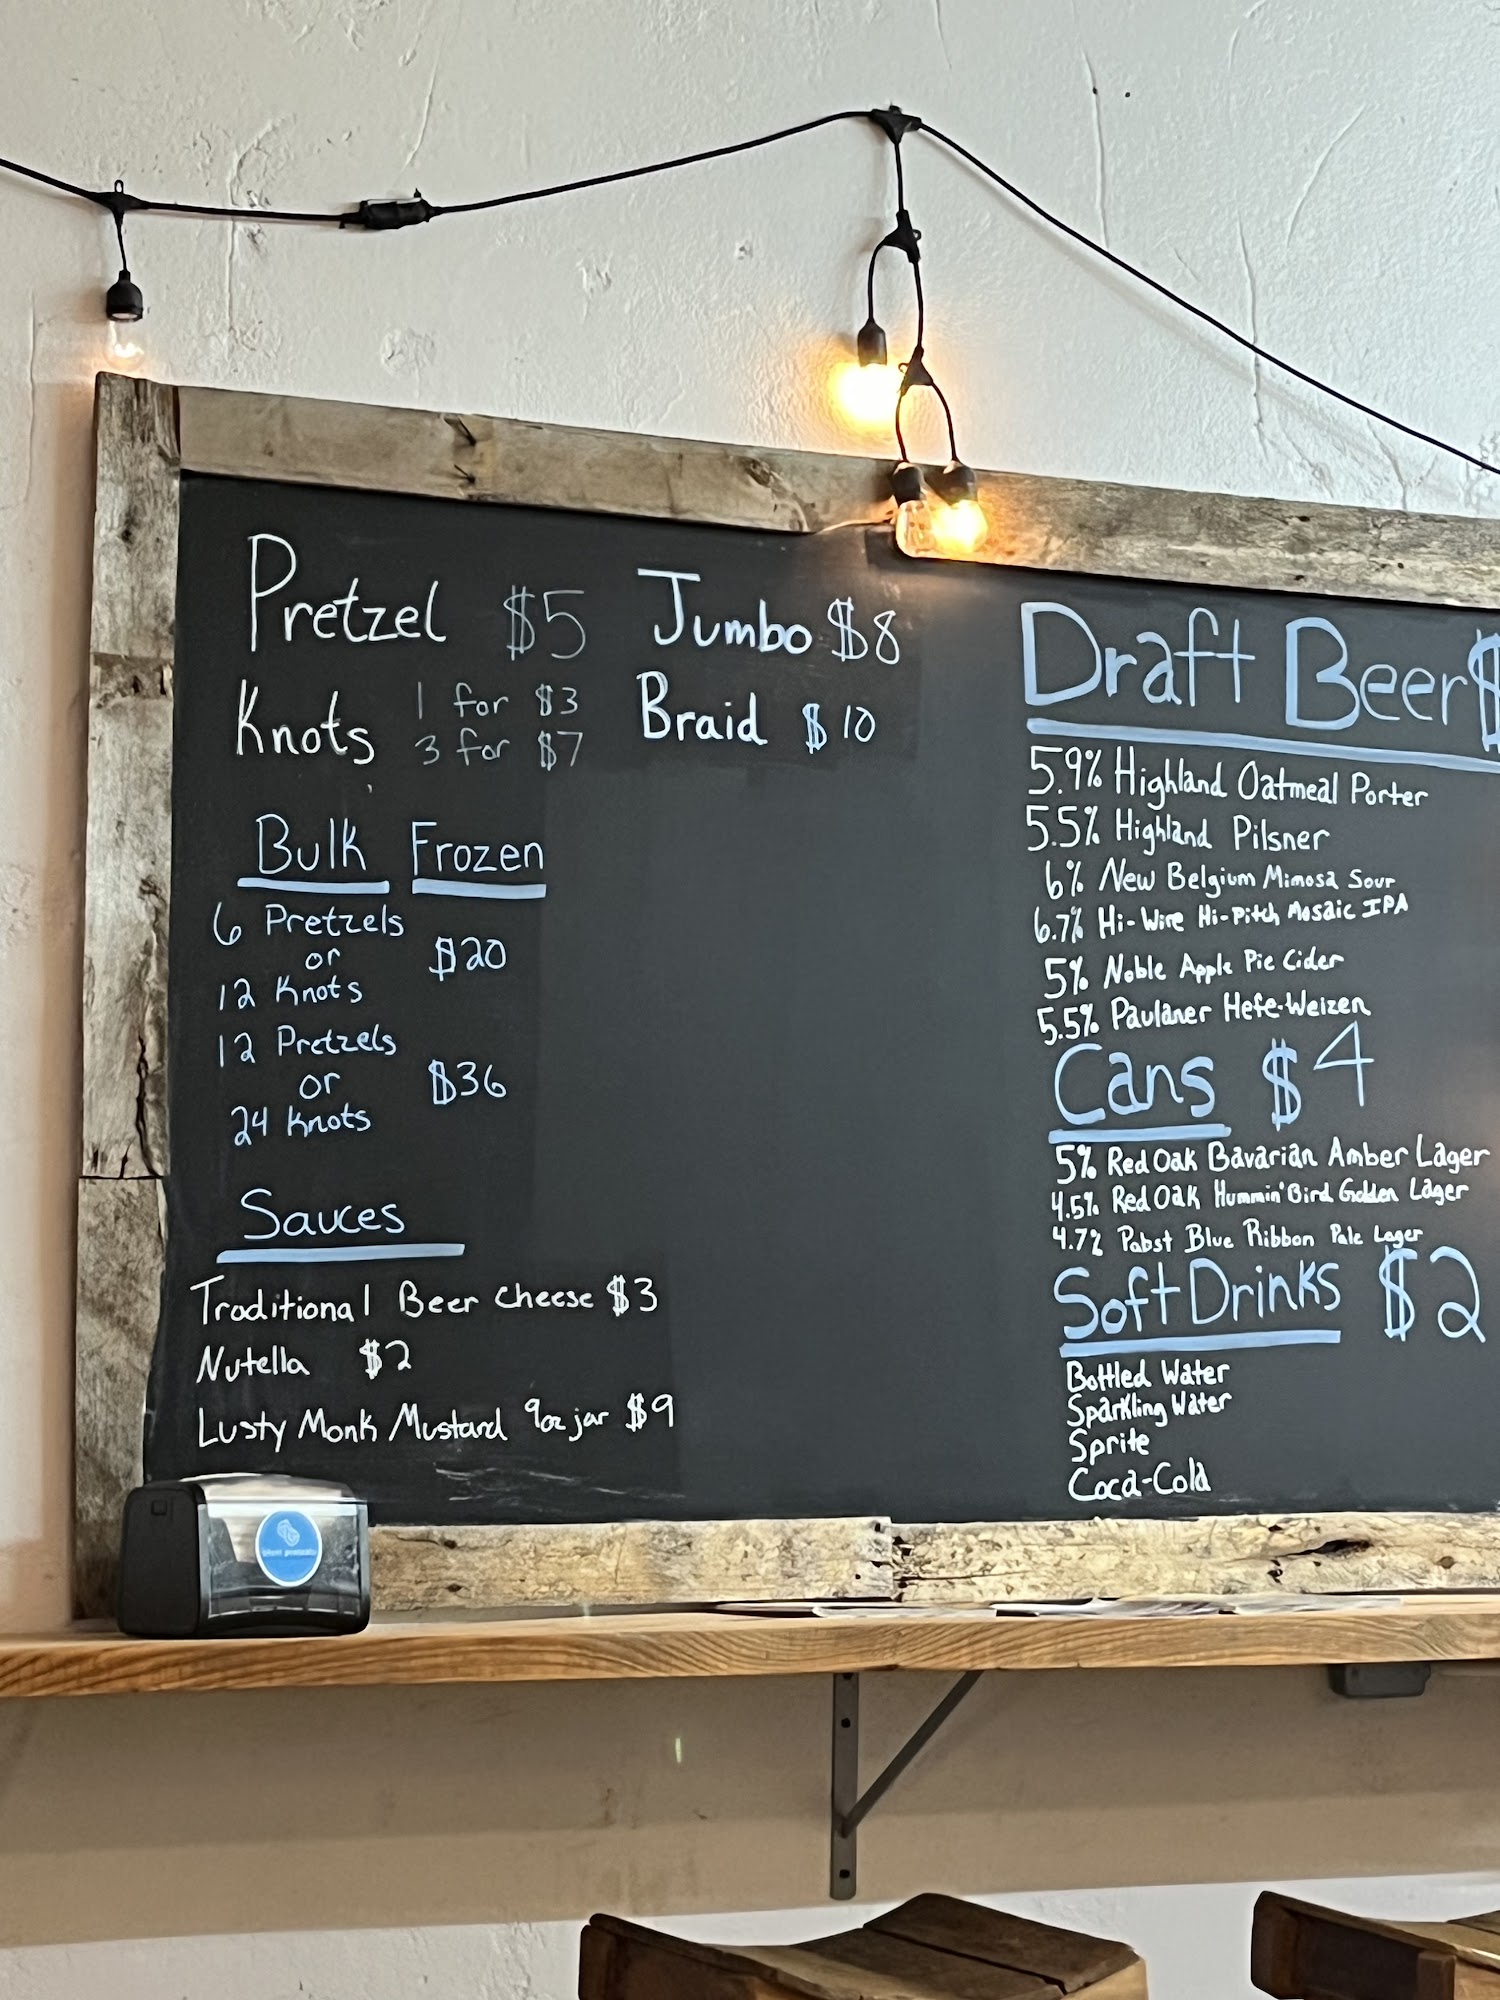 Pretzel $5
Knots 1 for $3
3 for $7
Jumbo $8
Braid $10
Bulk Frozen
6 Pretzels
or
12 Knots
$20
12 Pretzels
or
24 Knots
$36
Sauces
Traditional Beer Cheese $3
Nutella $2
Lusty Monk Mustard 9oz jar $9
Draft Beer $
5.9% Highland Oatmeal Porter
5.5% Highland Pilsner
6% New Belgium Mimosa Sour
6.7% Hi-Wire Hi-Pitch Mosaic IPA
5% Noble Apple Pie Cider
5.5% Paulaner Hefe-Weizen
Cans $4
5% Red Oak Bavarian Amber Lager
4.5% Red Oak Hummin'Bird Golden Lager
4.7% Pabst Blue Ribbon Pale Lager
Soft Drinks $2
Bottled Water
Sparkling Water
Sprite
Coca-Cola